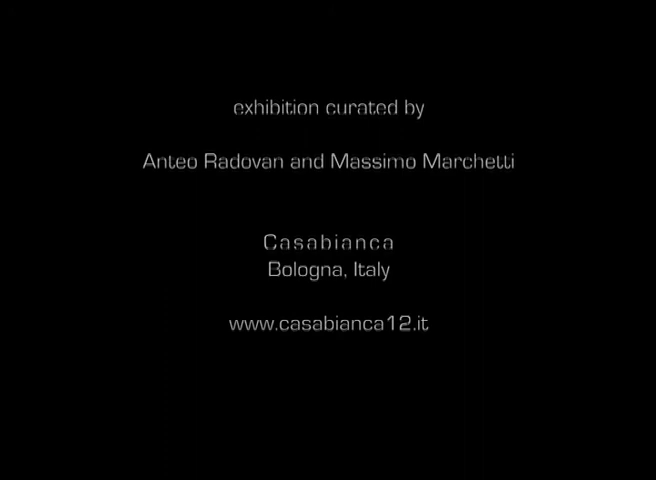 exhibition curated by
Anteo Radovan and Massimo Marchetti
Casabianca
Bologna, Italy
www.casabianca12.it